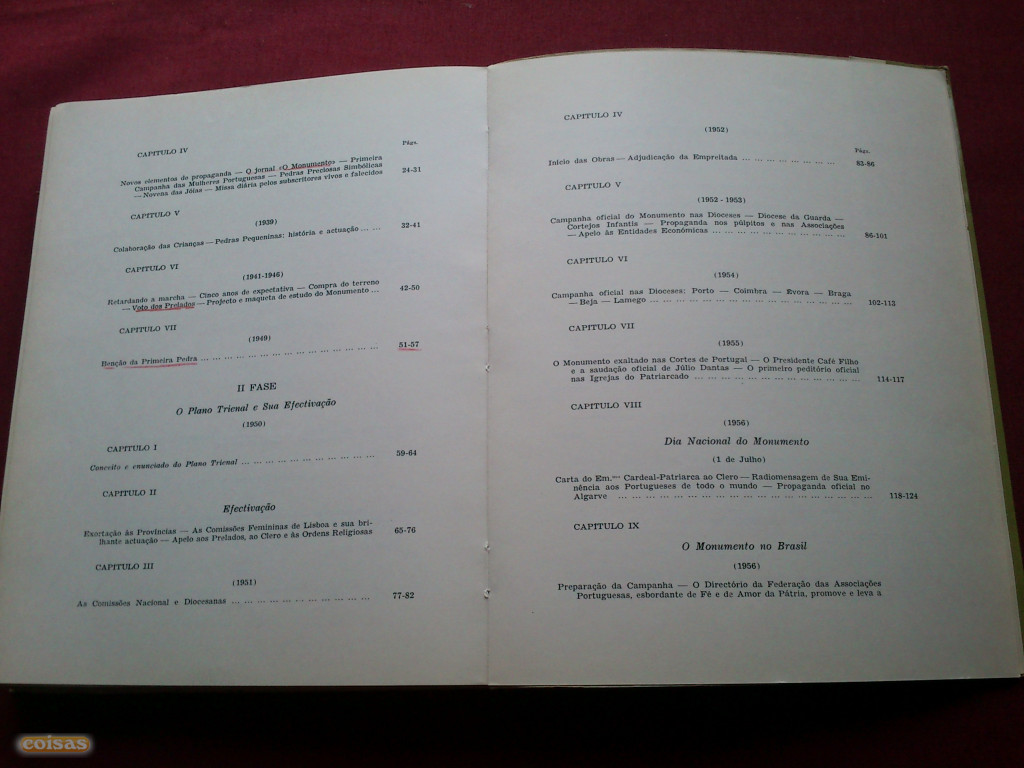 CAPITULO IV
Págs.
Novos elementos de propaganda — O jornal «O Monumento» — Primeira
Campanha das Mulheres Portuguesas — Pedras Preciosas Simbólicas
— Novena das Jóias — Missa diária pelos subscritores vivos e falecidos 24-31
CAPITULO V
(1939)
Colaboração das Crianças — Pedras Pequeninas: história e actuação ... ... 32-41
CAPITULO VI
(1941-1946)
Retardando a marcha — Cinco anos de expectativa — Compra do terreno
— Voto dos Prelados — Projecto e maqueta de estudo do Monumento ... 42-50
CAPITULO VII
(1949)
Benção da Primeira Pedra ... ... ... ... ... ... ... ... ... ... ... ... ... ... ... 51-57
II FASE
O Plano Trienal e Sua Efectivação
(1950)
CAPITULO I
Conceito e enunciado do Plano Trienal ... ... ... ... ... ... ... ... ... ... ... 59-64
CAPITULO II
Efectivação
Exortação às Províncias — As Comissões Femininas de Lisboa e sua bri-
lhante actuação — Apelo aos Prelados, ao Clero e às Ordens Religiosas 65-76
CAPITULO III
(1951)
As Comissões Nacional e Diocesanas ... ... ... ... ... ... ... ... ... ... ... 77-82
CAPITULO IV
(1952)
Págs.
Início das Obras — Adjudicação da Empreitada ... ... ... ... ... ... ... ... 83-86
CAPITULO V
(1952 - 1953)
Campanha oficial do Monumento nas Dioceses — Diocese da Guarda —
Cortejos Infantis — Propaganda nos púlpitos e nas Associações
— Apelo às Entidades Económicas ... ... ... ... ... ... ... ... ... ... ... ... 86-101
CAPITULO VI
(1954)
Campanha oficial nas Dioceses: Porto — Coimbra — Évora — Braga
— Beja — Lamego ... ... ... ... ... ... ... ... ... ... ... ... ... ... ... ... 102-113
CAPITULO VII
(1955)
O Monumento exaltado nas Cortes de Portugal — O Presidente Café Filho
e a saudação oficial de Júlio Dantas — O primeiro peditório oficial
nas Igrejas do Patriarcado ... ... ... ... ... ... ... ... ... ... ... ... ... 114-117
CAPITULO VIII
(1956)
Dia Nacional do Monumento
(1 de Julho)
Carta do Em.mo Cardeal-Patriarca ao Clero — Radiomensagem de Sua Emi-
nência aos Portugueses de todo o mundo — Propaganda oficial no
Algarve ... ... ... ... ... ... ... ... ... ... ... ... ... ... ... ... ... ... ... ... 118-124
CAPITULO IX
O Monumento no Brasil
(1956)
Preparação da Campanha — O Directório da Federação das Associações
Portuguesas, esbordante de Fé e de Amor da Pátria, promove e leva a
coisas